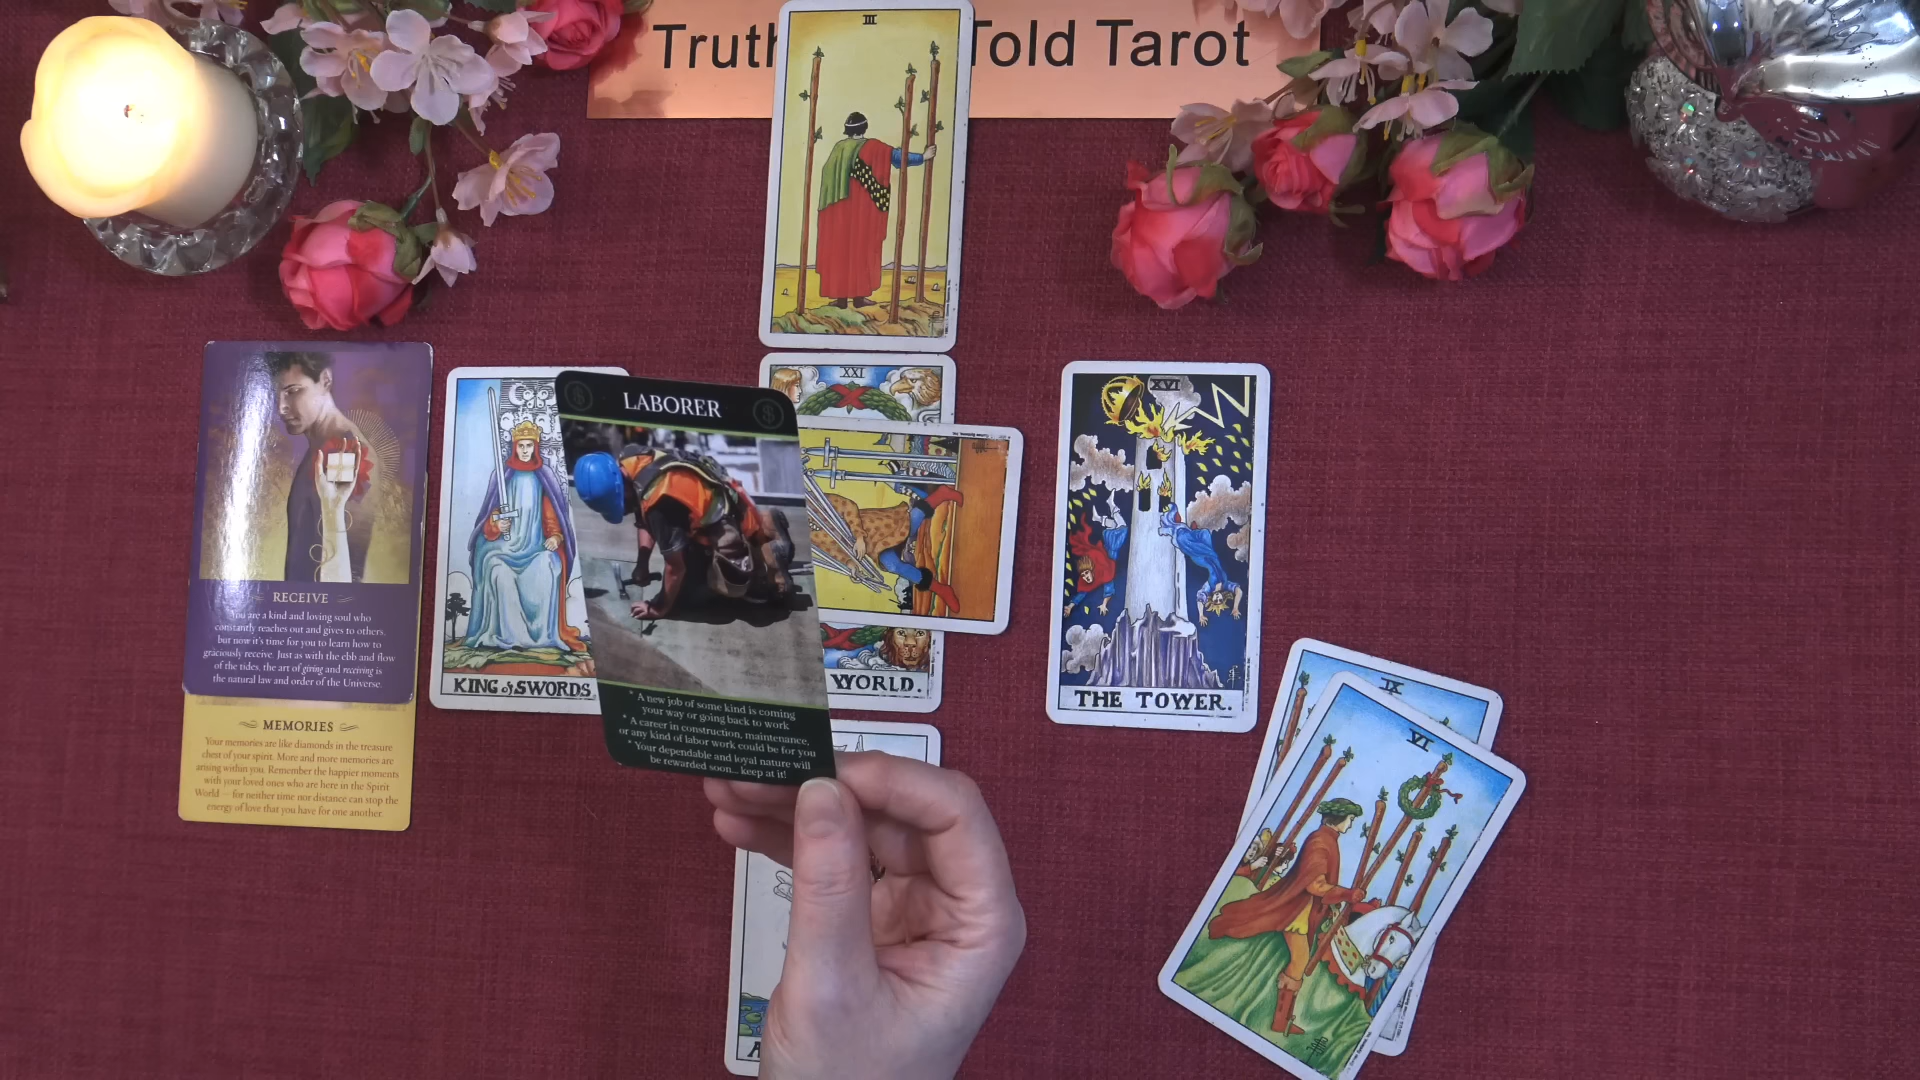 Truth Told Tarot
III
XXI
WORLD.
KING of SWORDS
LABORER
* A new job of some kind is coming
your way or going back to work
* A career in construction, maintenance,
or any kind of labor work could be for you
* Your dependable and loyal nature will
be rewarded soon... keep at it!
XVI
THE TOWER.
IX
VI
A
RECEIVE
You are a kind and loving soul who
constantly reaches out and gives to others,
but now it's time for you to learn how to
graciously receive. Just as with the ebb and flow
of the tides, the art of giving and receiving is
the natural law and order of the Universe.
MEMORIES
Your memories are like diamonds in the treasure
chest of your spirit. More and more memories are
arising within you. Remember the happier moments
with your loved ones who are here in the Spirit
World—for neither time nor distance can stop the
energy of love that you have for one another.